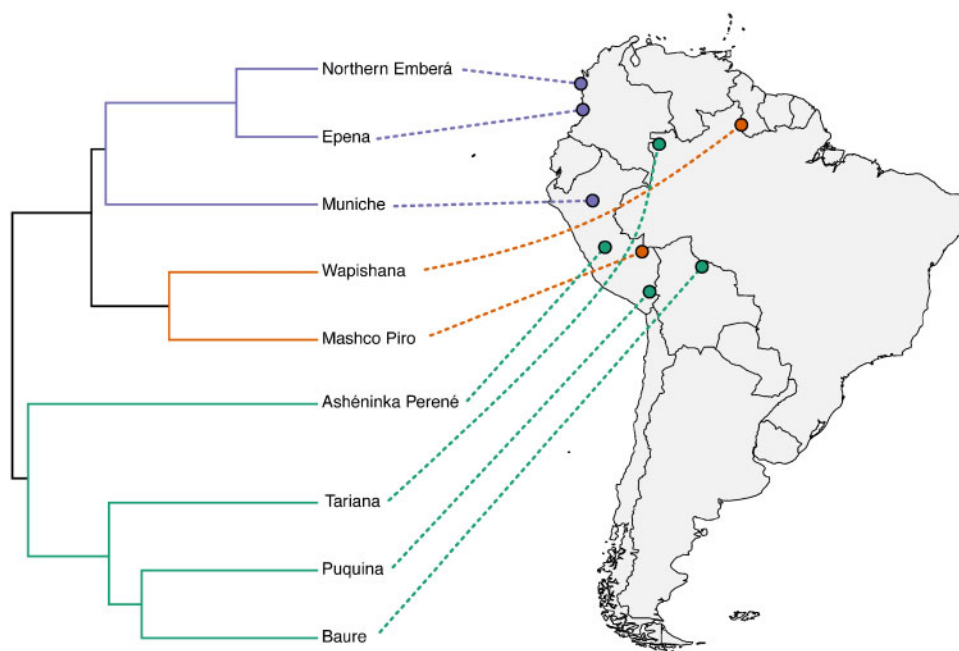 Northern Emberá
Epena
Muniche
Wapishana
Mashco Piro
Ashéninka Perené
Tariana
Puquina
Baure